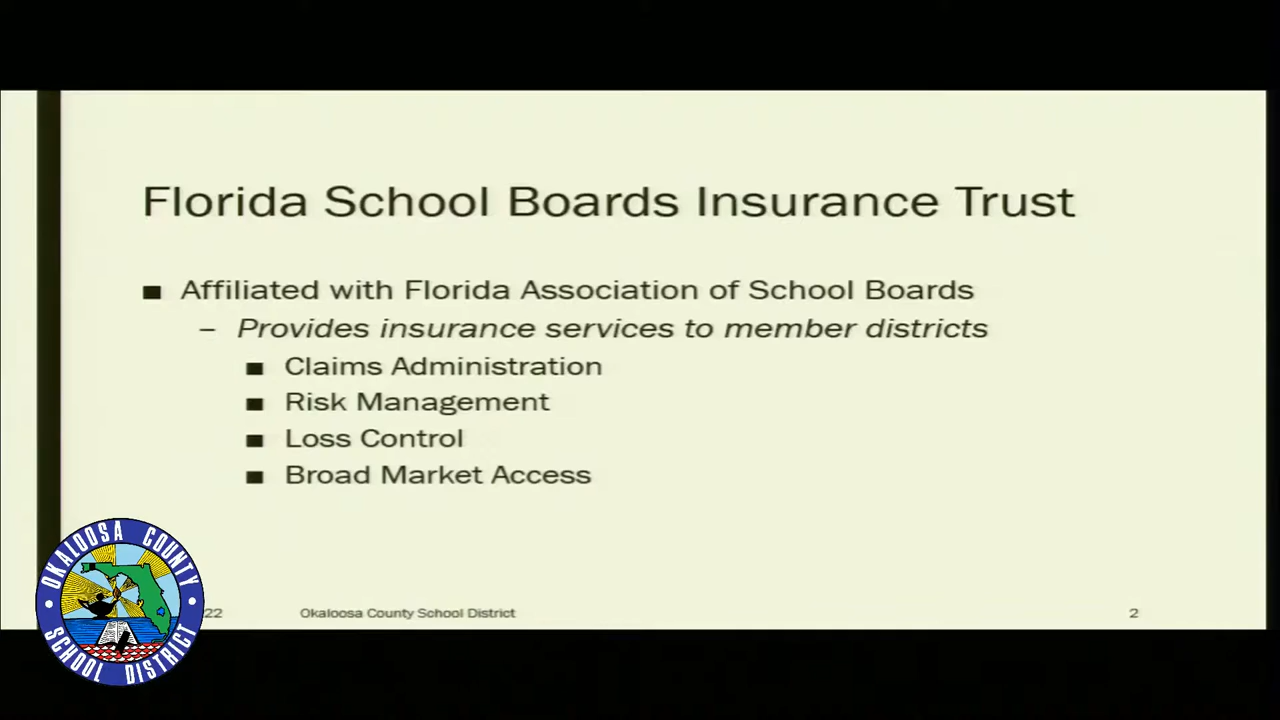 Florida School Boards Insurance Trust
■ Affiliated with Florida Association of School Boards
– Provides insurance services to member districts
■ Claims Administration
■ Risk Management
■ Loss Control
■ Broad Market Access
OKALOOSA COUNTY
SCHOOL DISTRICT
22 Okaloosa County School District 2